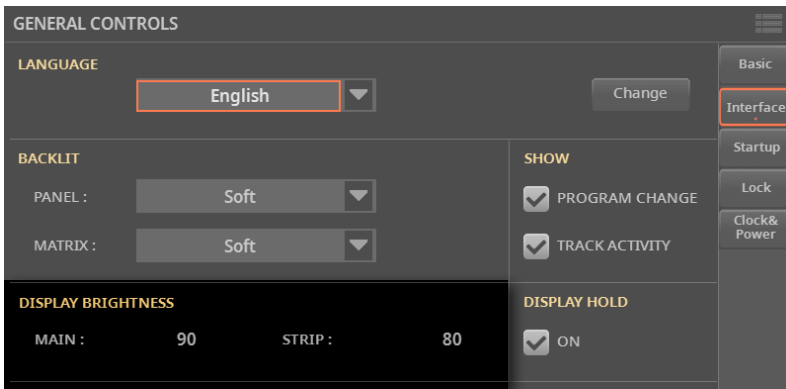 GENERAL CONTROLS
LANGUAGE
English
Change
BACKLIT
PANEL :
Soft
MATRIX :
Soft
SHOW
PROGRAM CHANGE
TRACK ACTIVITY
DISPLAY BRIGHTNESS
MAIN : 90 STRIP : 80
DISPLAY HOLD
ON
Basic
Interface
Startup
Lock
Clock&
Power